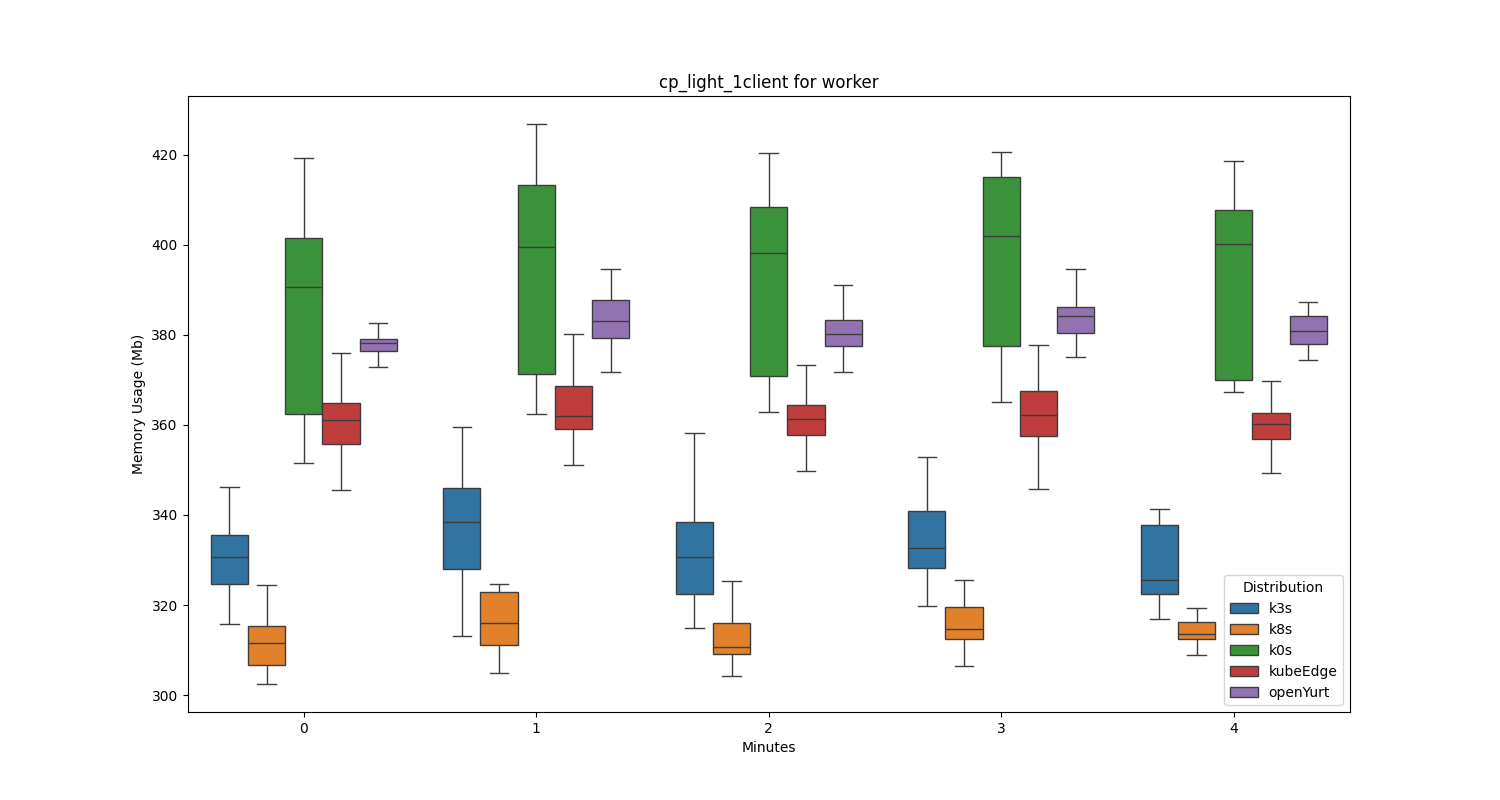 cp_light_1client for worker
Memory Usage (Mb)
420
400
380
360
340
320
300
0 1 2 3 4
Minutes
Distribution
k3s
k8s
k0s
kubeEdge
openYurt